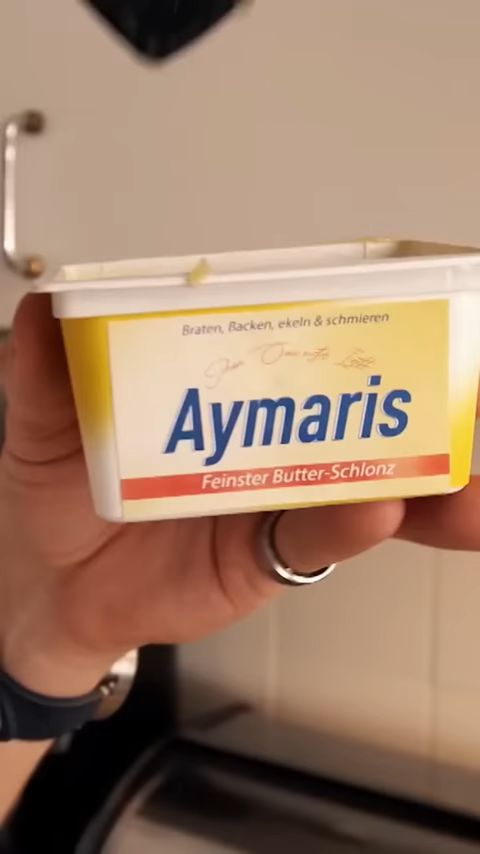 Braten, Backen, ekeln & schmieren
Aymaris
Feinster Butter-Schlonz